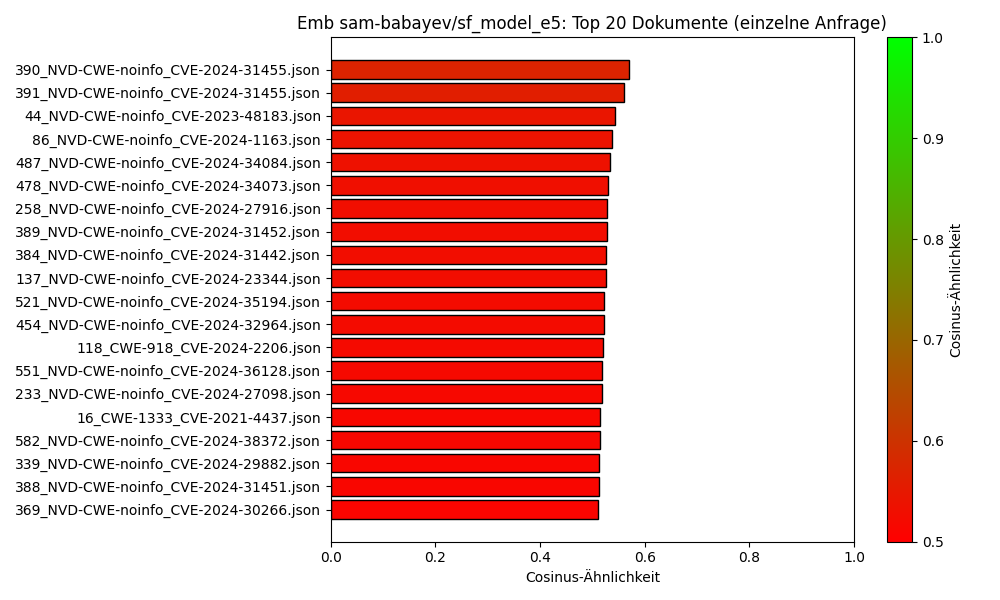 Emb sam-babayev/sf_model_e5: Top 20 Dokumente (einzelne Anfrage)
390_NVD-CWE-noinfo_CVE-2024-31455.json
391_NVD-CWE-noinfo_CVE-2024-31455.json
44_NVD-CWE-noinfo_CVE-2023-48183.json
86_NVD-CWE-noinfo_CVE-2024-1163.json
487_NVD-CWE-noinfo_CVE-2024-34084.json
478_NVD-CWE-noinfo_CVE-2024-34073.json
258_NVD-CWE-noinfo_CVE-2024-27916.json
389_NVD-CWE-noinfo_CVE-2024-31452.json
384_NVD-CWE-noinfo_CVE-2024-31442.json
137_NVD-CWE-noinfo_CVE-2024-23344.json
521_NVD-CWE-noinfo_CVE-2024-35194.json
454_NVD-CWE-noinfo_CVE-2024-32964.json
118_CWE-918_CVE-2024-2206.json
551_NVD-CWE-noinfo_CVE-2024-36128.json
233_NVD-CWE-noinfo_CVE-2024-27098.json
16_CWE-1333_CVE-2021-4437.json
582_NVD-CWE-noinfo_CVE-2024-38372.json
339_NVD-CWE-noinfo_CVE-2024-29882.json
388_NVD-CWE-noinfo_CVE-2024-31451.json
369_NVD-CWE-noinfo_CVE-2024-30266.json
0.0 0.2 0.4 0.6 0.8 1.0
Cosinus-Ähnlichkeit
1.0
0.9
0.8
0.7
0.6
0.5
Cosinus-Ähnlichkeit